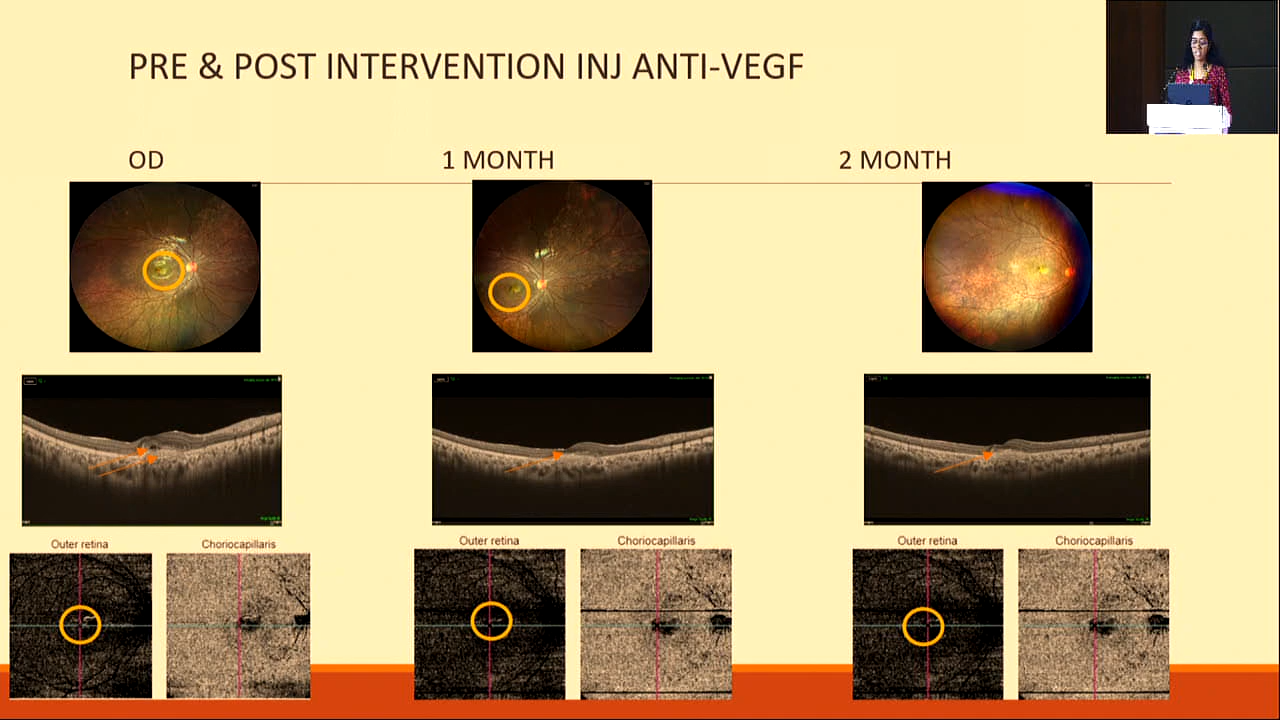 PRE & POST INTERVENTION INJ ANTI-VEGF
OD
1 MONTH
2 MONTH
Outer retina
Choriocapillaris
Outer retina
Choriocapillaris
Outer retina
Choriocapillaris